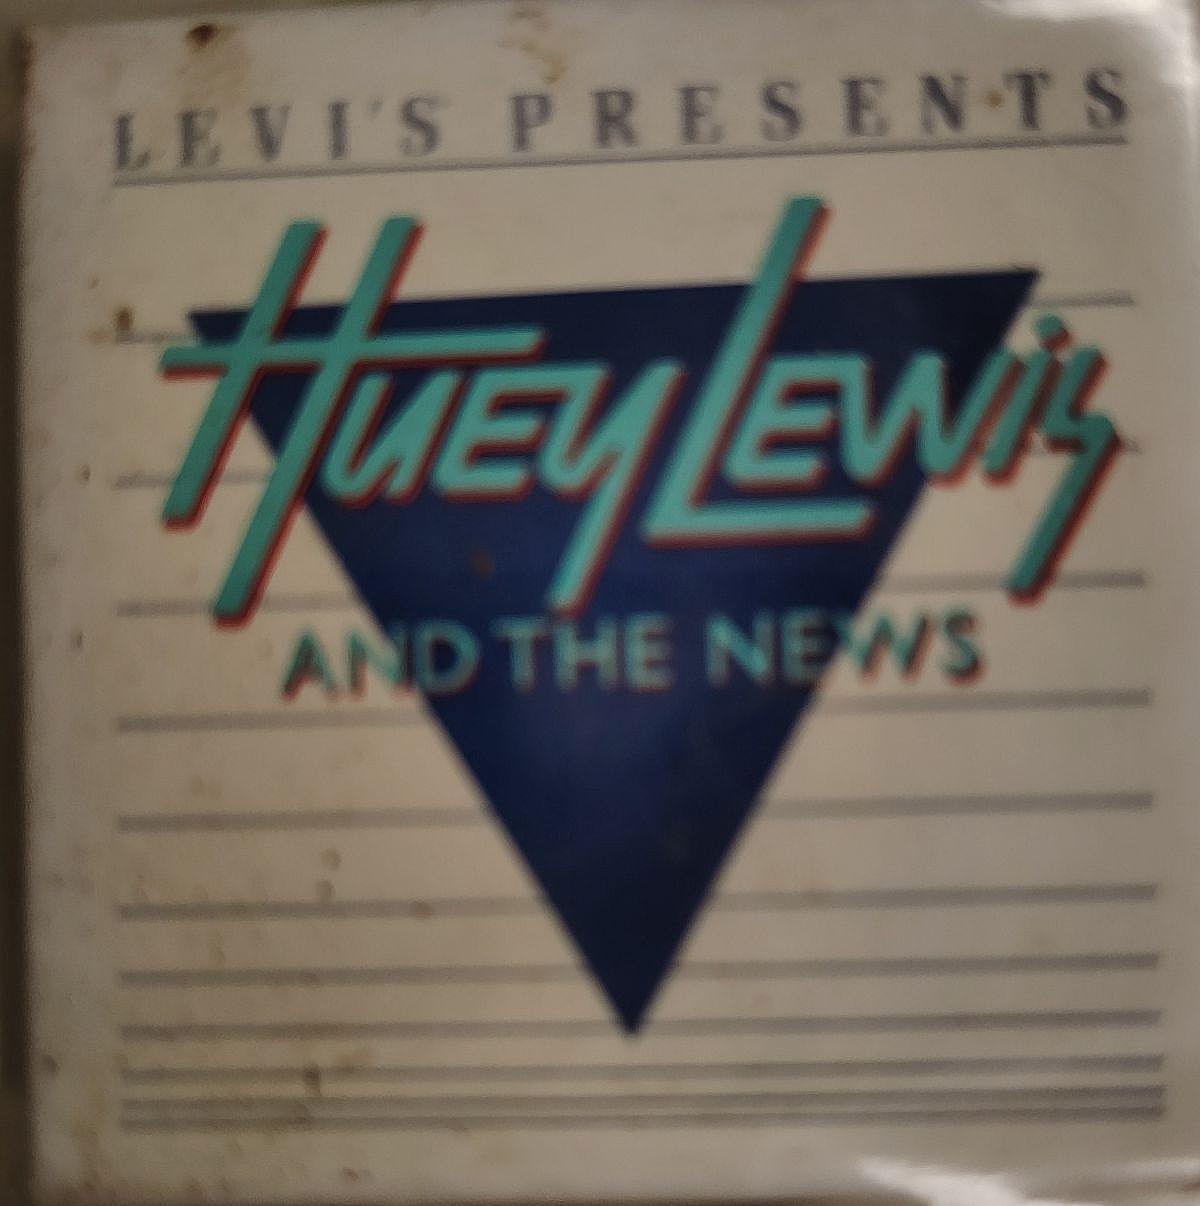 LEVI'S PRESENTS
HUEY LEWIS
AND THE NEWS